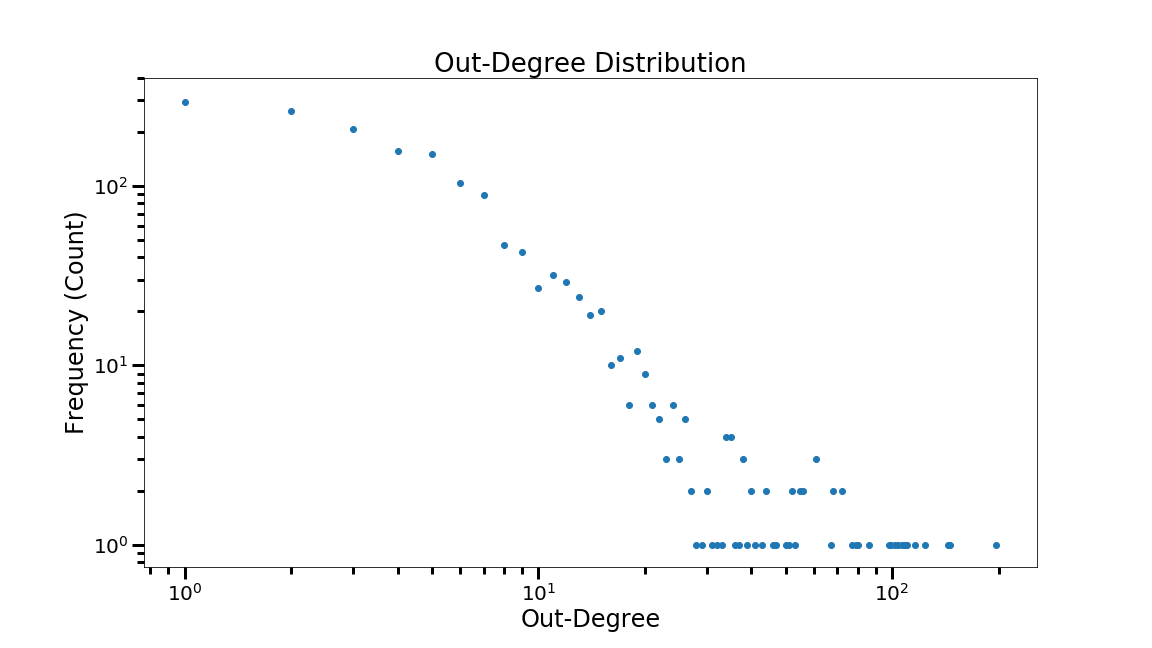 Out-Degree Distribution
Frequency (Count)
10²
10¹
10⁰
10⁰ 10¹ 10²
Out-Degree